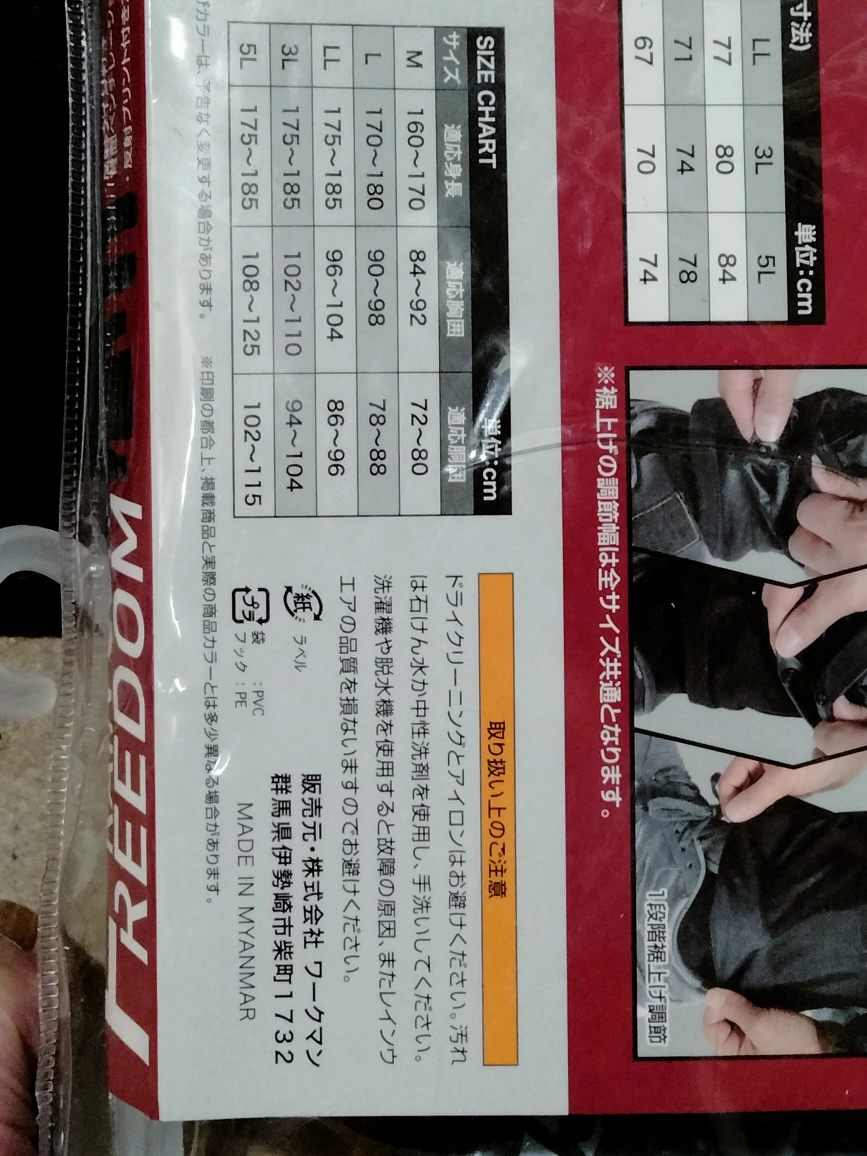 寸法)
単位:cm
LL 3L 5L
77 80 84
71 74 78
67 70 74
1段階裾上げ調節
※裾上げの調節幅は全サイズ共通となります。
SIZE CHART
単位:cm
サイズ 適応身長 適応胸囲 適応胴囲
M 160〜170 84〜92 72〜80
L 170〜180 90〜98 78〜88
LL 175〜185 96〜104 86〜96
3L 175〜185 102〜110 94〜104
5L 175〜185 108〜125 102〜115
カラーは、予告なく変更する場合があります。 ※印刷の都合上、掲載商品と実際の商品カラーとは多少異なる場合があります。
取り扱い上のご注意
ドライクリーニングとアイロンはお避けください。汚れ
は石けん水か中性洗剤を使用し、手洗いしてください。
洗濯機や脱水機を使用すると故障の原因、またレインウ
エアの品質を損ないますのでお避けください。
紙 ラベル
プラ 袋 :PVC
フック :PE
販売元・株式会社 ワークマン
群馬県伊勢崎市柴町1732
MADE IN MYANMAR
FREEDOM